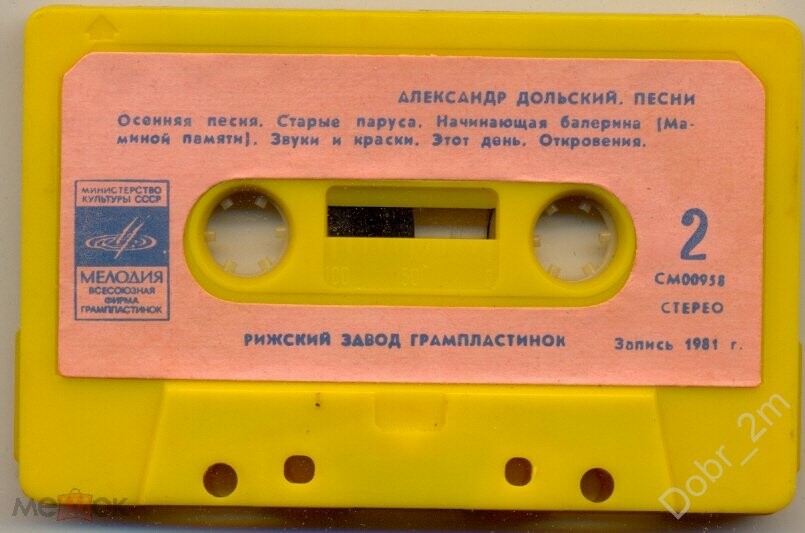 АЛЕКСАНДР ДОЛЬСКИЙ. ПЕСНИ
Осенняя песня. Старые паруса. Начинающая балерина (Ма-
миной памяти). Звуки и краски. Этот день. Откровения.
МИНИСТЕРСТВО
КУЛЬТУРЫ СССР
МЕЛОДИЯ
ВСЕСОЮЗНАЯ
ФИРМА
ГРАМПЛАСТИНОК
2
СМ00958
СТЕРЕО
РИЖСКИЙ ЗАВОД ГРАМПЛАСТИНОК
Запись 1981 г.
мешок
Dobr_2m